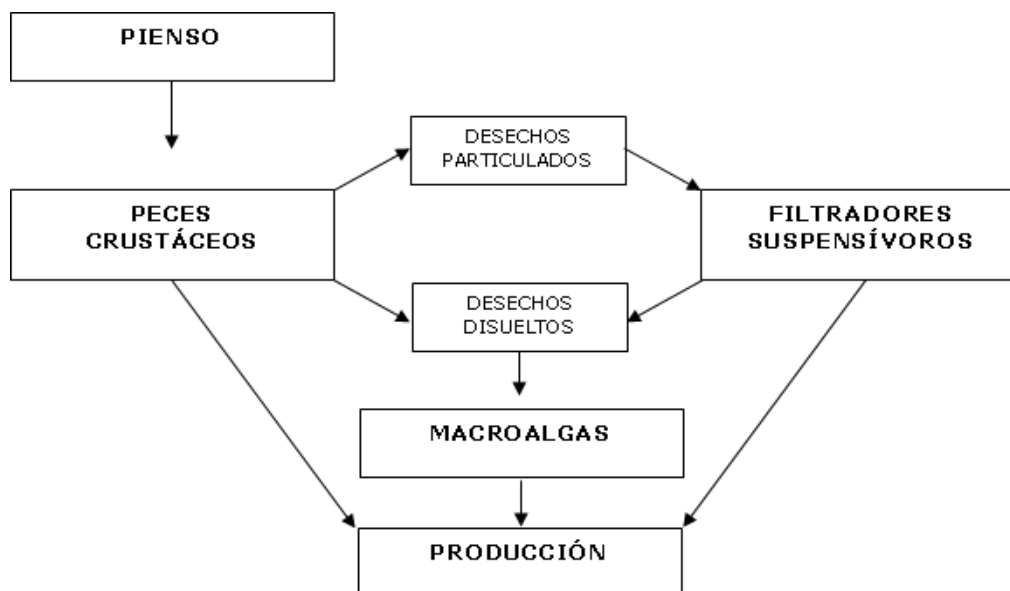 PIENSO
DESECHOS
PARTICULADOS
PECES
CRUSTÁCEOS
FILTRADORES
SUSPENSÍVOROS
DESECHOS
DISUELTOS
MACROALGAS
PRODUCCIÓN